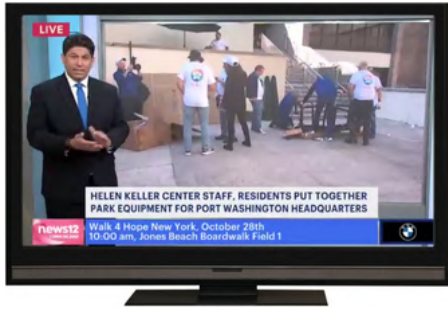 LIVE
HELEN KELLER CENTER STAFF, RESIDENTS PUT TOGETHER
PARK EQUIPMENT FOR PORT WASHINGTON HEADQUARTERS
news12
Walk 4 Hope New York, October 28th
10:00 am, Jones Beach Boardwalk Field 1